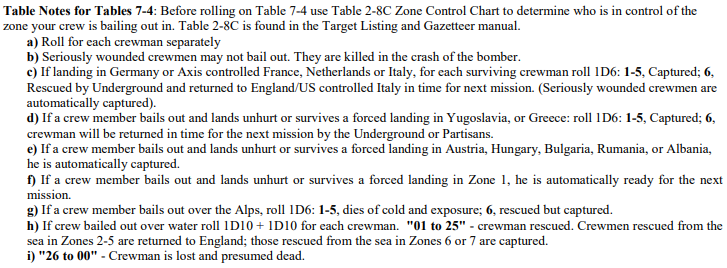 Table Notes for Tables 7-4: Before rolling on Table 7-4 use Table 2-8C Zone Control Chart to determine who is in control of the
zone your crew is bailing out in. Table 2-8C is found in the Target Listing and Gazetteer manual.
a) Roll for each crewman separately
b) Seriously wounded crewmen may not bail out. They are killed in the crash of the bomber.
c) If landing in Germany or Axis controlled France, Netherlands or Italy, for each surviving crewman roll 1D6: 1-5, Captured; 6,
Rescued by Underground and returned to England/US controlled Italy in time for next mission. (Seriously wounded crewmen are
automatically captured).
d) If a crew member bails out and lands unhurt or survives a forced landing in Yugoslavia, or Greece: roll 1D6: 1-5, Captured; 6,
crewman will be returned in time for the next mission by the Underground or Partisans.
e) If a crew member bails out and lands unhurt or survives a forced landing in Austria, Hungary, Bulgaria, Rumania, or Albania,
he is automatically captured.
f) If a crew member bails out and lands unhurt or survives a forced landing in Zone 1, he is automatically ready for the next
mission.
g) If a crew member bails out over the Alps, roll 1D6: 1-5, dies of cold and exposure; 6, rescued but captured.
h) If crew bailed out over water roll 1D10 + 1D10 for each crewman. "01 to 25" - crewman rescued. Crewmen rescued from the
sea in Zones 2-5 are returned to England; those rescued from the sea in Zones 6 or 7 are captured.
i) "26 to 00" - Crewman is lost and presumed dead.